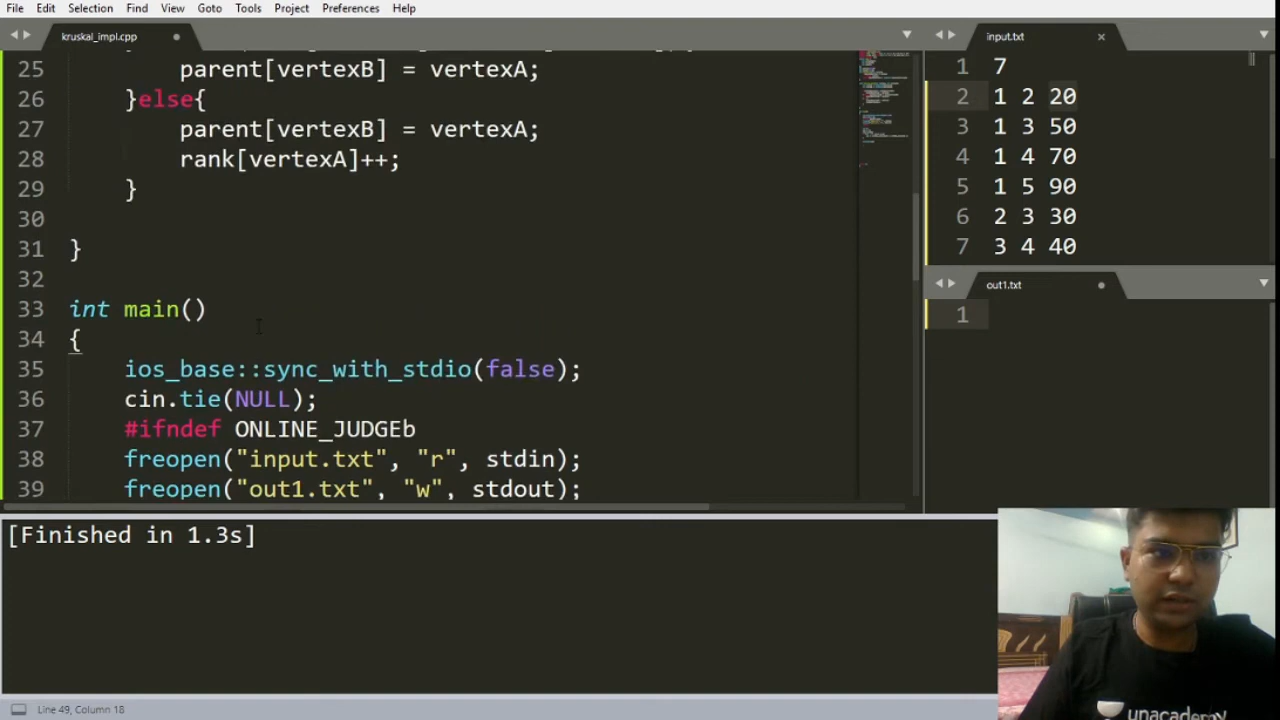 File Edit Selection Find View Goto Tools Project Preferences Help
kruskal_impl.cpp
25 parent[vertexB] = vertexA;
26 }else{
27 parent[vertexB] = vertexA;
28 rank[vertexA]++;
29 }
30
31 }
32
33 int main()
34 {
35 ios_base::sync_with_stdio(false);
36 cin.tie(NULL);
37 #ifndef ONLINE_JUDGEb
38 freopen("input.txt", "r", stdin);
39 freopen("out1.txt", "w", stdout);
input.txt
1 7
2 1 2 20
3 1 3 50
4 1 4 70
5 1 5 90
6 2 3 30
7 3 4 40
out1.txt
1
[Finished in 1.3s]
unacademy
Line 49, Column 18